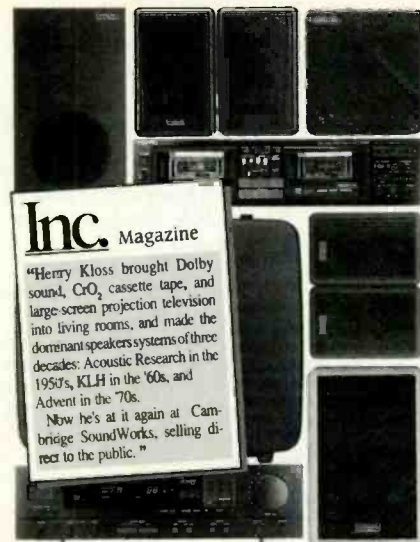 Inc. Magazine
“Henry Kloss brought Dolby
sound, CrO₂ cassette tape, and
large-screen projection television
into living rooms, and made the
dominant speakers systems of three
decades: Acoustic Research in the
1950's, KLH in the '60s, and
Advent in the '70s.
Now he's at it again at Cam-
bridge SoundWorks, selling di-
rect to the public.”